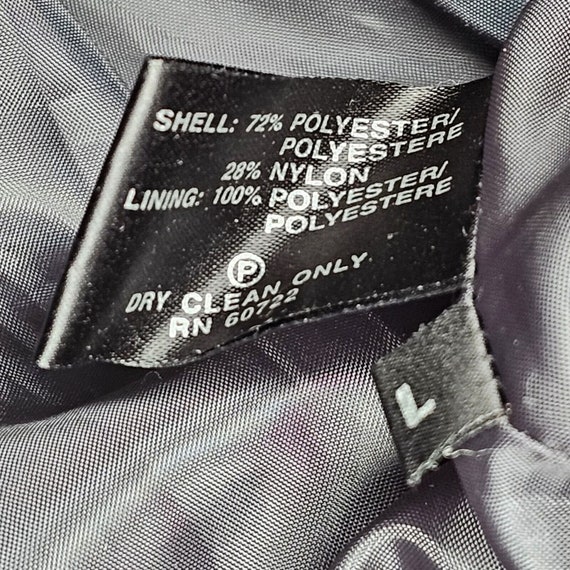 SHELL: 72% POLYESTER/
POLYESTERE
28% NYLON
LINING: 100% POLYESTER/
POLYESTERE
P
DRY CLEAN ONLY
RN 60722
L